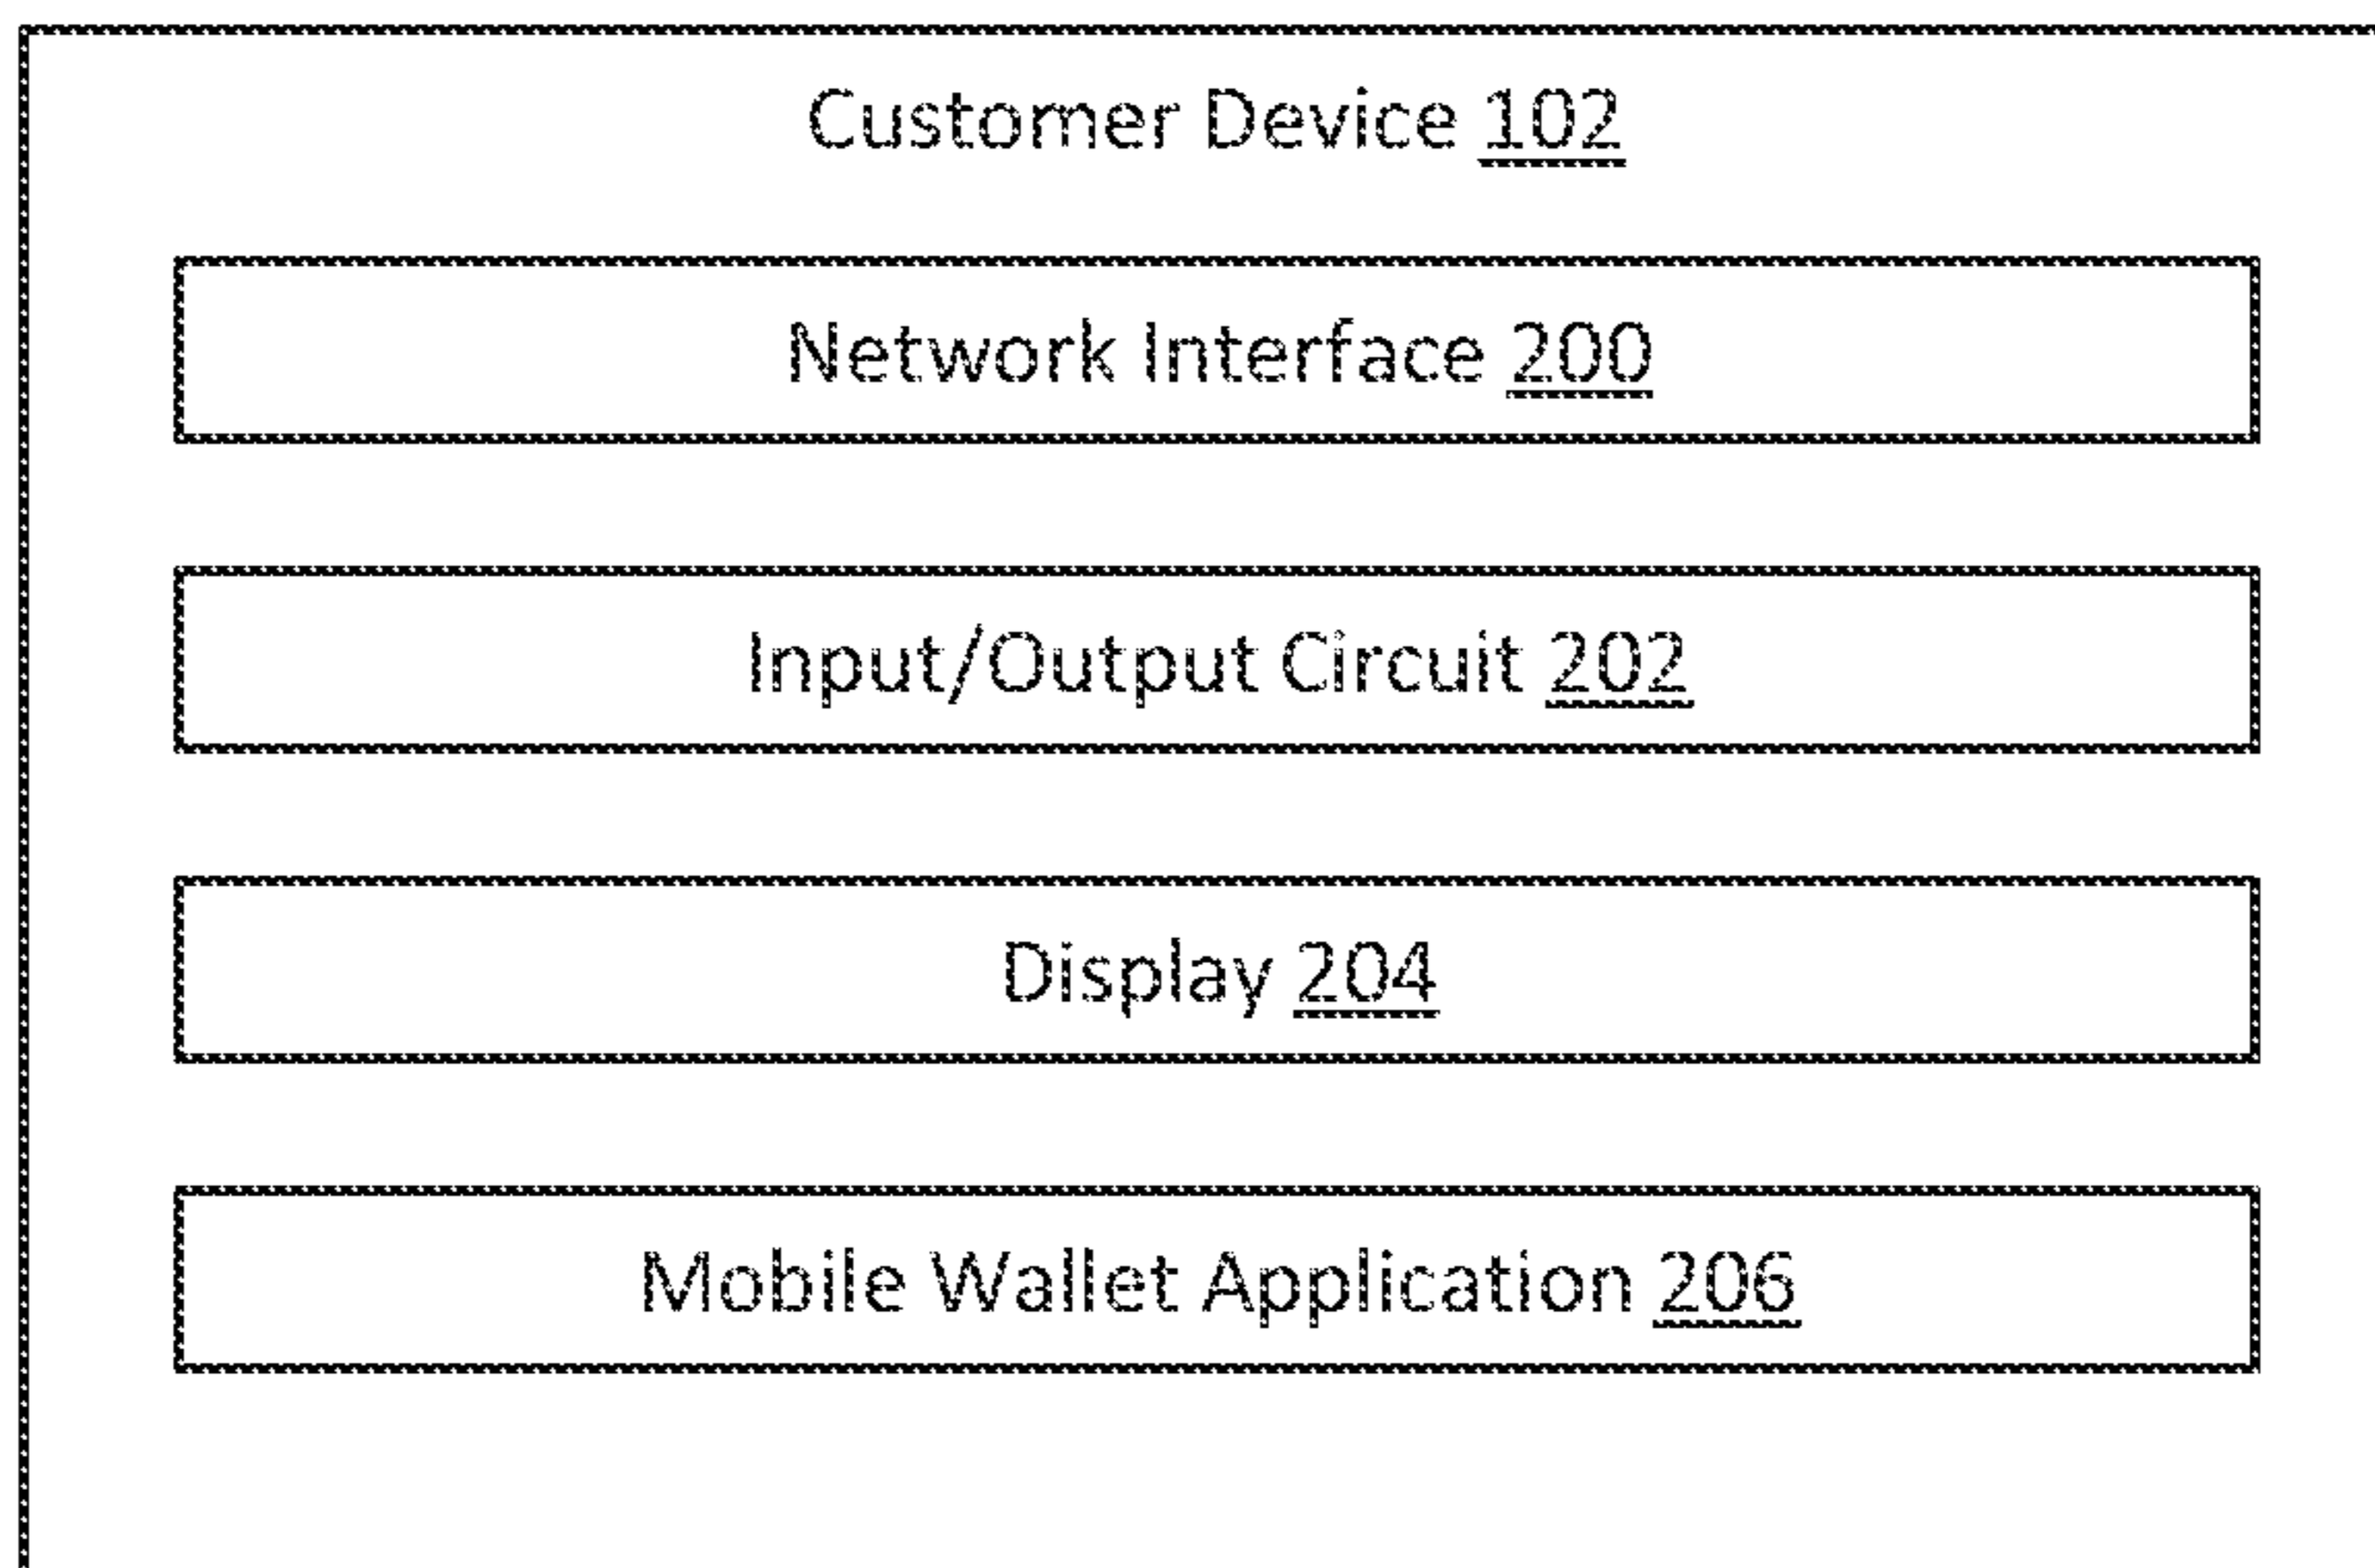 Customer Device 102
Network Interface 200
Input/Output Circuit 202
Display 204
Mobile Wallet Application 206